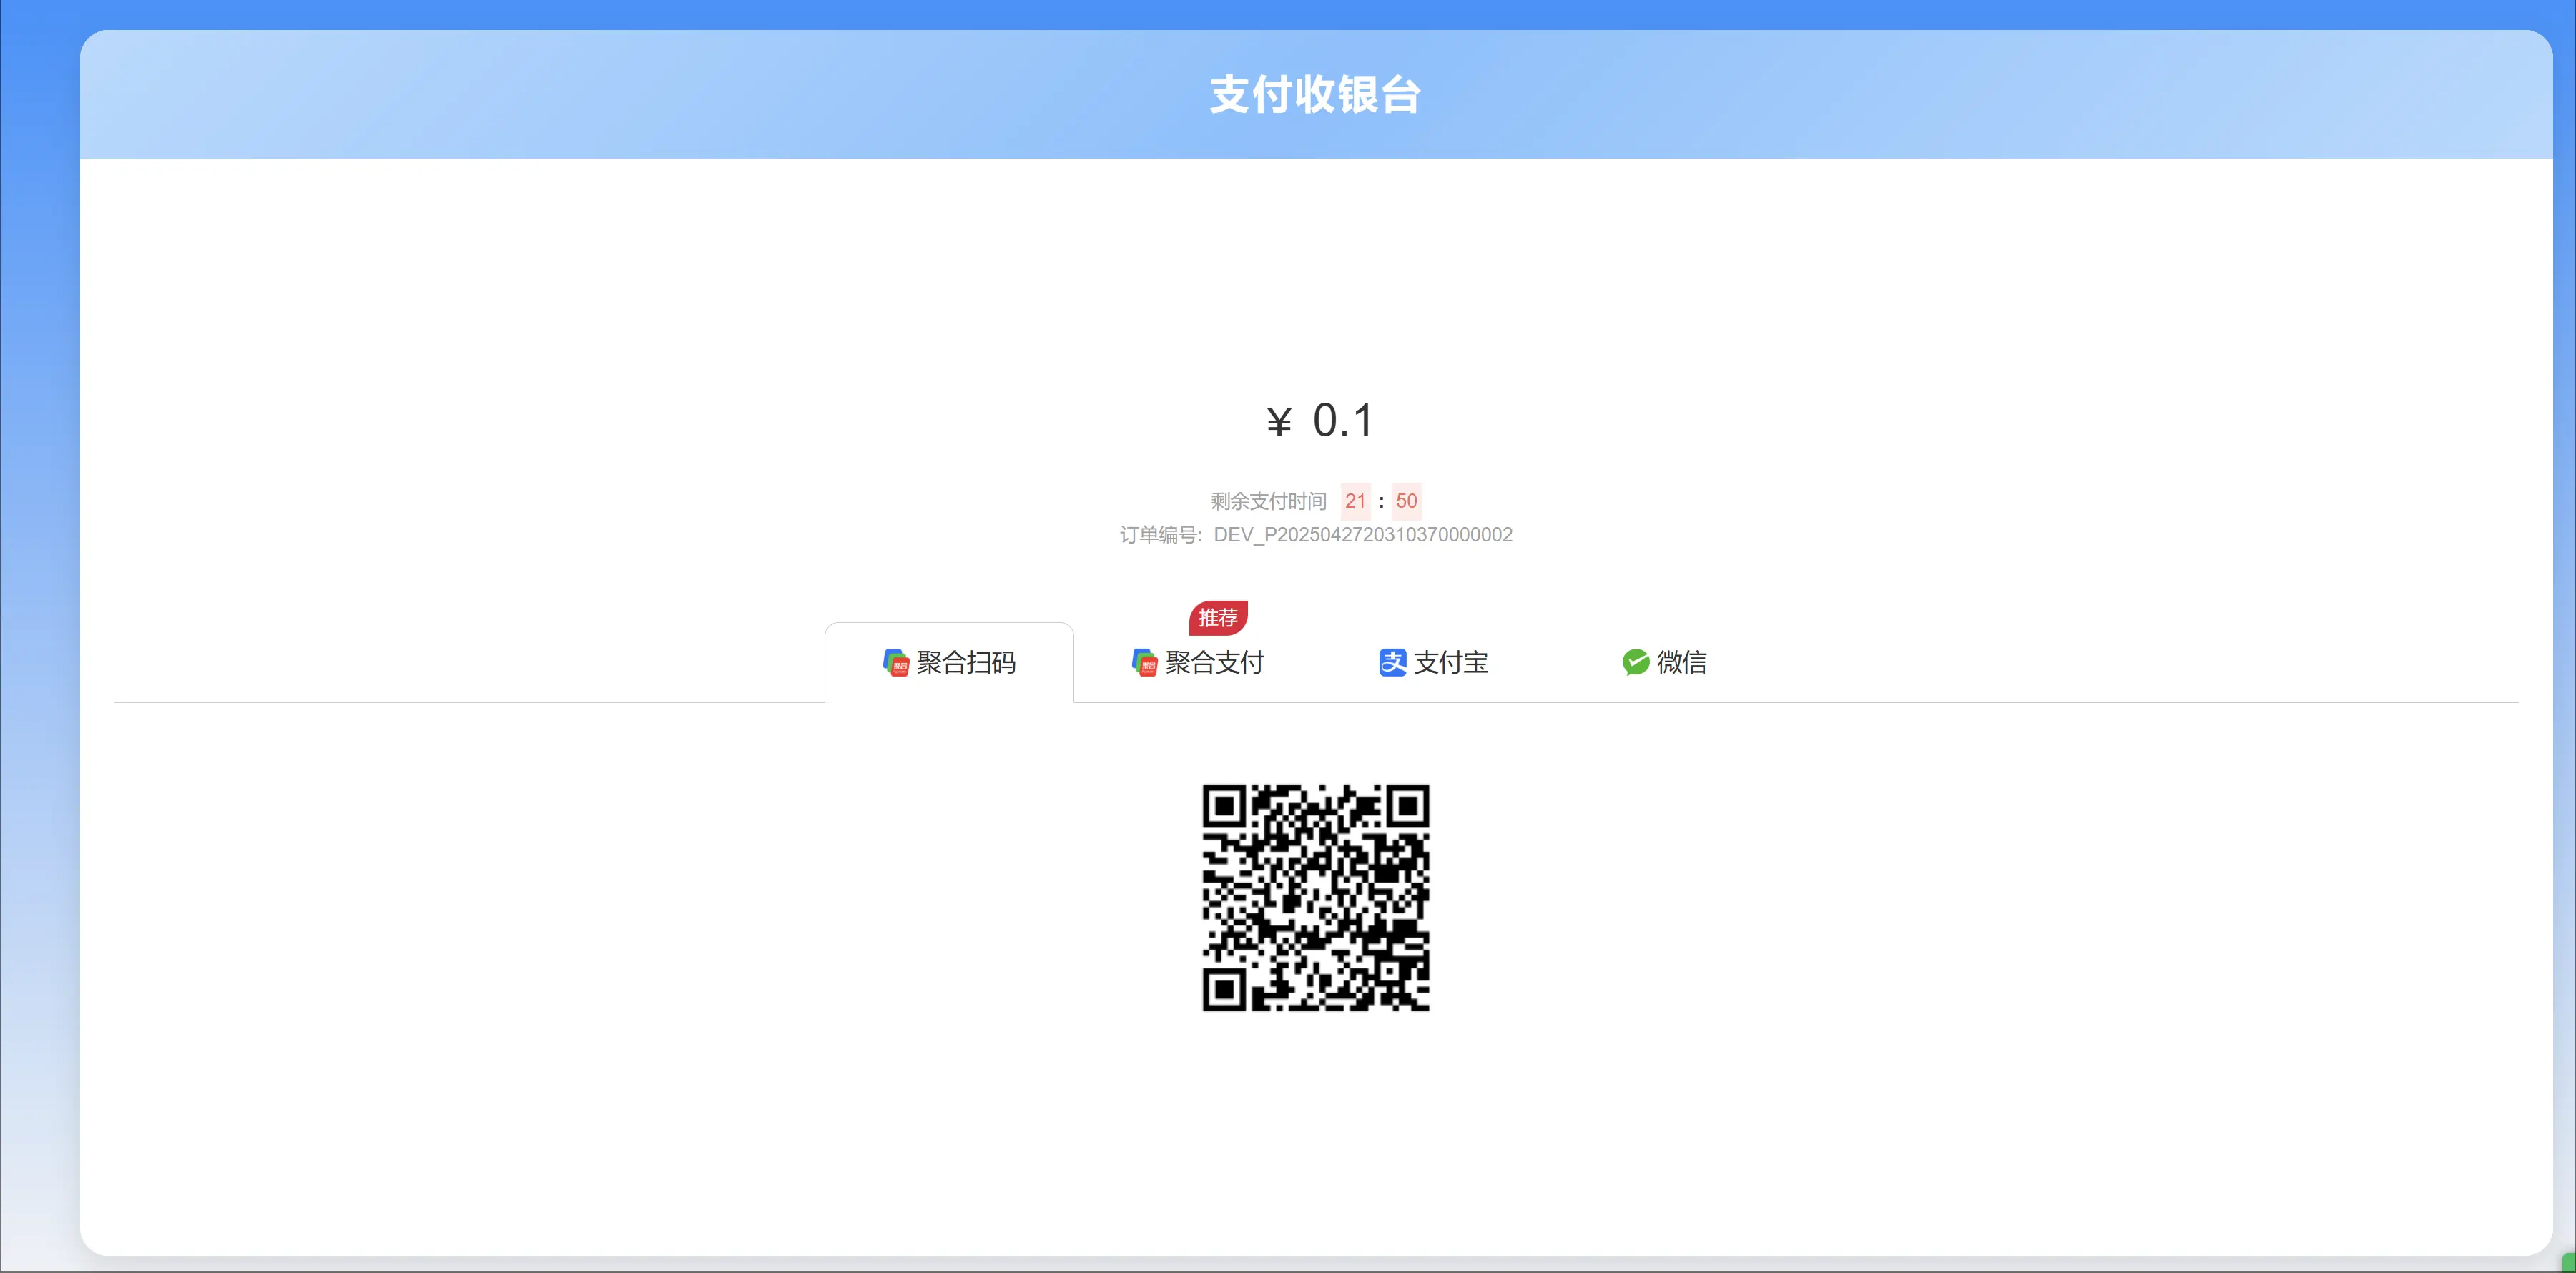 支付收银台
¥ 0.1
剩余支付时间 21 : 50
订单编号: DEV_P2025042720310370000002
推荐
聚合扫码 聚合支付 支付宝 微信